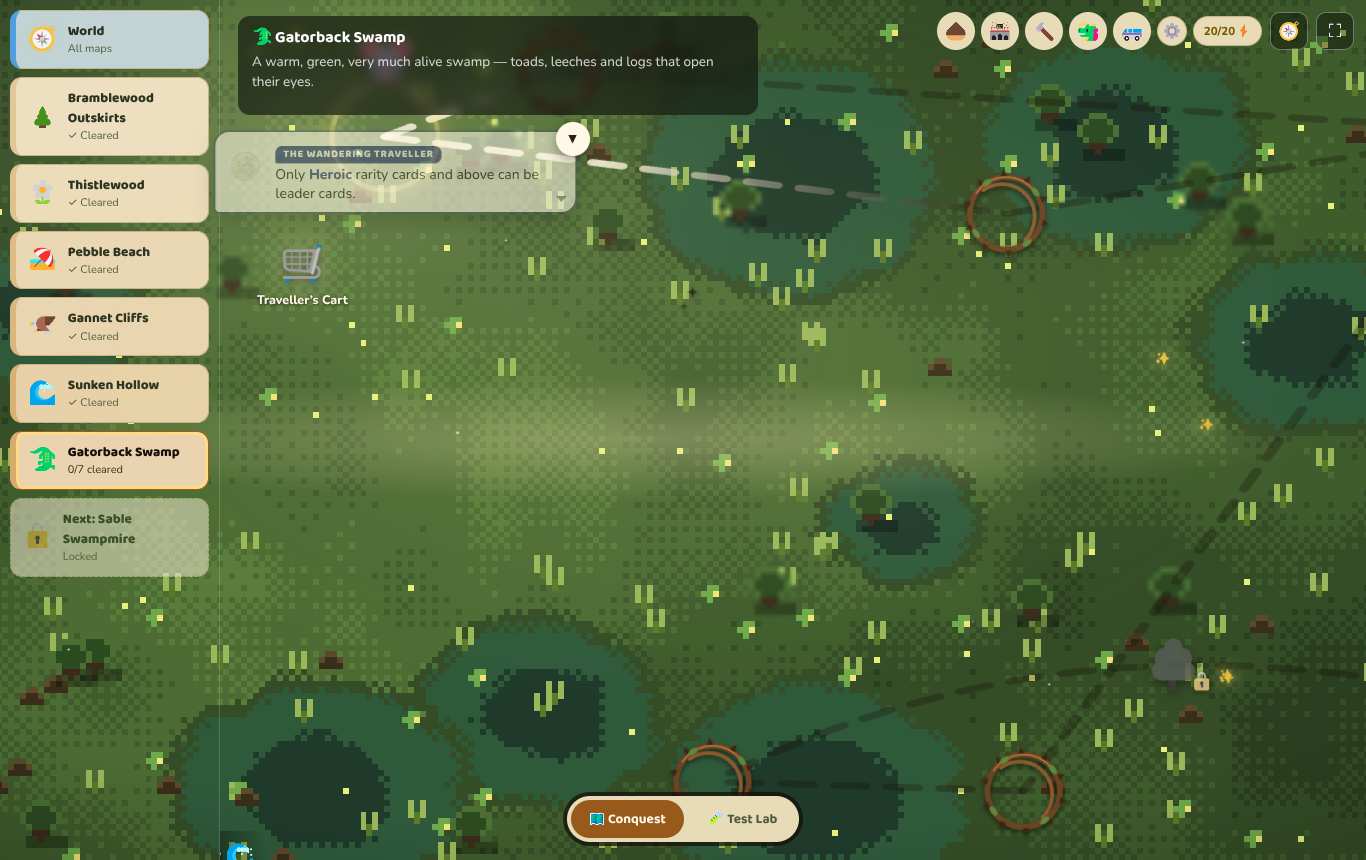 World
All maps
Bramblewood
Outskirts
✓ Cleared
Thistlewood
✓ Cleared
Pebble Beach
✓ Cleared
Gannet Cliffs
✓ Cleared
Sunken Hollow
✓ Cleared
Gatorback Swamp
0/7 cleared
Next: Sable
Swampmire
Locked
Gatorback Swamp
A warm, green, very much alive swamp — toads, leeches and logs that open
their eyes.
THE WANDERING TRAVELLER
Only Heroic rarity cards and above can be
leader cards.
Traveller's Cart
20/20
Conquest
Test Lab